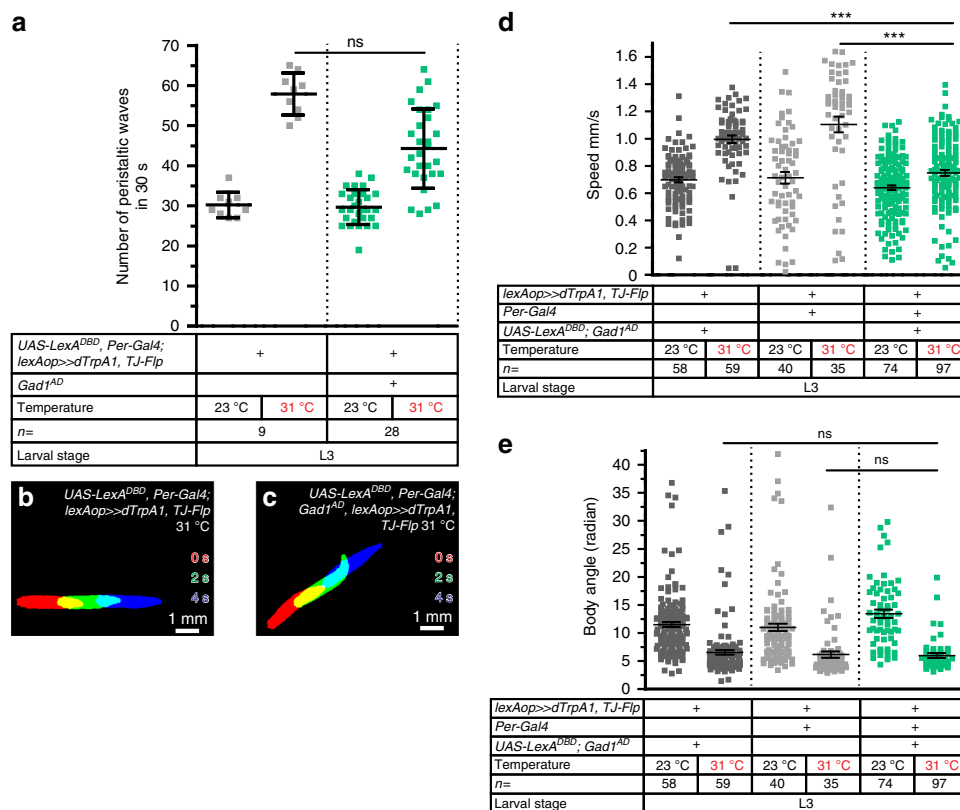 a
ns
Number of peristaltic waves
in 30 s
70
60
50
40
30
20
10
0
UAS-LexA^DBD, Per-Gal4;
lexAop>>dTrpA1, TJ-Flp
+ +
Gad1^AD +
Temperature 23 °C 31 °C 23 °C 31 °C
n= 9 28
Larval stage L3
b
UAS-LexA^DBD, Per-Gal4;
lexAop>>dTrpA1, TJ-Flp
31 °C
0 s
2 s
4 s
1 mm
c
UAS-LexA^DBD, Per-Gal4;
Gad1^AD, lexAop>>dTrpA1,
TJ-Flp 31 °C
0 s
2 s
4 s
1 mm
d
***
***
Speed mm/s
1.6
1.4
1.2
1.0
0.8
0.6
0.4
0.2
0
lexAop>>dTrpA1, TJ-Flp + + +
Per-Gal4 + +
UAS-LexA^DBD; Gad1^AD + +
Temperature 23 °C 31 °C 23 °C 31 °C 23 °C 31 °C
n= 58 59 40 35 74 97
Larval stage L3
e
ns
ns
Body angle (radian)
40
35
30
25
20
15
10
5
0
lexAop>>dTrpA1, TJ-Flp + + +
Per-Gal4 + +
UAS-LexA^DBD; Gad1^AD + +
Temperature 23 °C 31 °C 23 °C 31 °C 23 °C 31 °C
n= 58 59 40 35 74 97
Larval stage L3